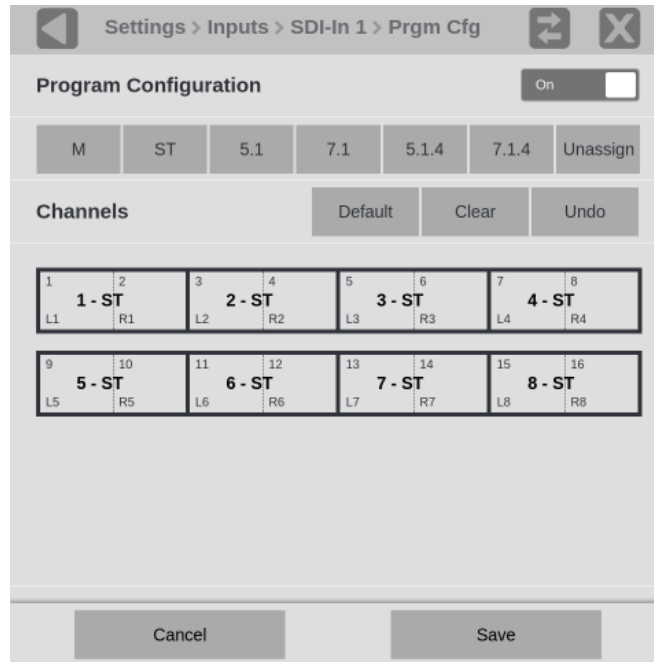 Settings > Inputs > SDI-In 1 > Prgm Cfg
Program Configuration On
M ST 5.1 7.1 5.1.4 7.1.4 Unassign
Channels Default Clear Undo
1 2 3 4 5 6 7 8
1 - ST 2 - ST 3 - ST 4 - ST
L1 R1 L2 R2 L3 R3 L4 R4
9 10 11 12 13 14 15 16
5 - ST 6 - ST 7 - ST 8 - ST
L5 R5 L6 R6 L7 R7 L8 R8
Cancel Save